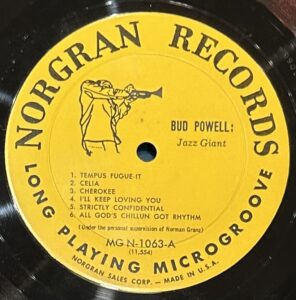 NORGRAN RECORDS
BUD POWELL:
Jazz Giant
1. TEMPUS FUGUE-IT
2. CELIA
3. CHEROKEE
4. I'LL KEEP LOVING YOU
5. STRICTLY CONFIDENTIAL
6. ALL GOD'S CHILLUN GOT RHYTHM
(Under the personal supervision of Norman Granz)
MG N-1063-A
(11,554)
LONG PLAYING MICROGROOVE
NORGRAN SALES CORP. — MADE IN U.S.A.